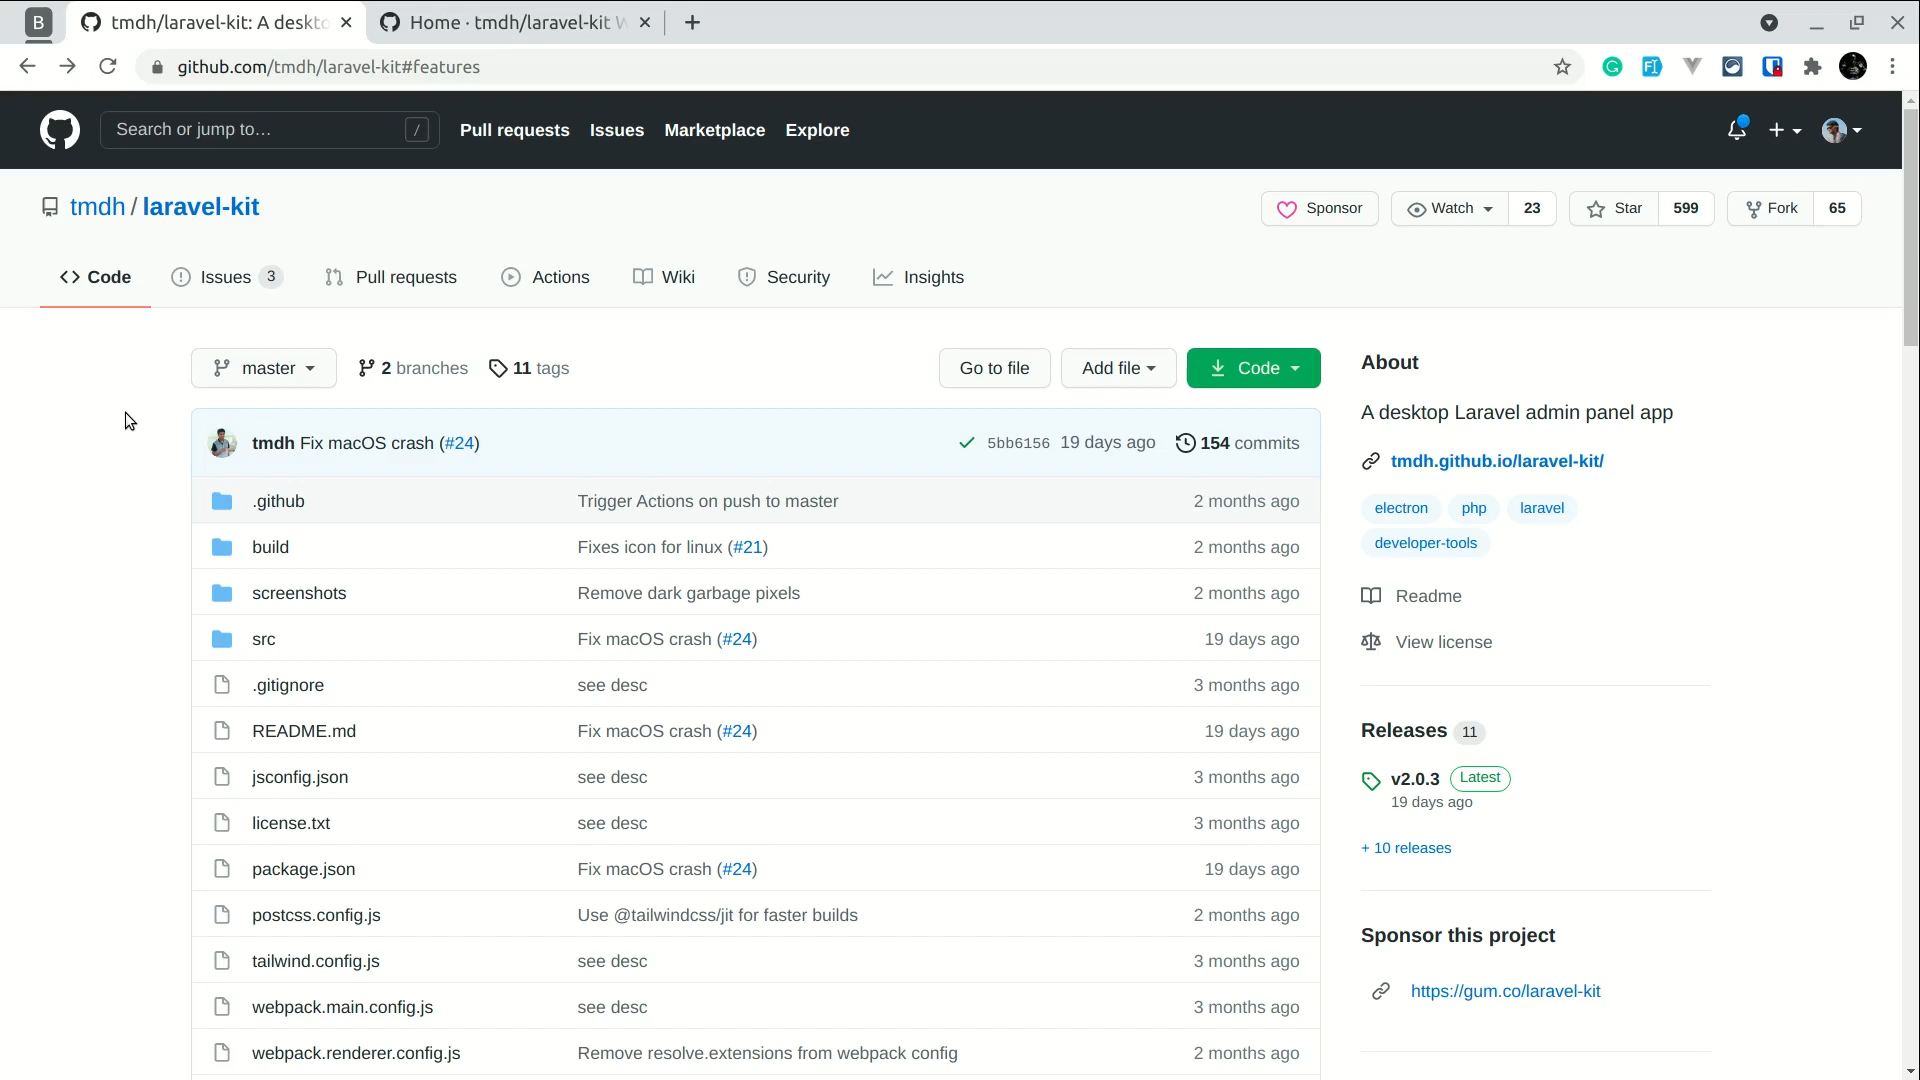 B
tmdh/laravel-kit: A deskto
Home · tmdh/laravel-kit W
github.com/tmdh/laravel-kit#features
Search or jump to… /
Pull requests Issues Marketplace Explore
tmdh / laravel-kit
Sponsor Watch 23 Star 599 Fork 65
Code Issues 3 Pull requests Actions Wiki Security Insights
master 2 branches 11 tags
Go to file Add file Code
tmdh Fix macOS crash (#24) 5bb6156 19 days ago 154 commits
.github Trigger Actions on push to master 2 months ago
build Fixes icon for linux (#21) 2 months ago
screenshots Remove dark garbage pixels 2 months ago
src Fix macOS crash (#24) 19 days ago
.gitignore see desc 3 months ago
README.md Fix macOS crash (#24) 19 days ago
jsconfig.json see desc 3 months ago
license.txt see desc 3 months ago
package.json Fix macOS crash (#24) 19 days ago
postcss.config.js Use @tailwindcss/jit for faster builds 2 months ago
tailwind.config.js see desc 3 months ago
webpack.main.config.js see desc 3 months ago
webpack.renderer.config.js Remove resolve.extensions from webpack config 2 months ago
About
A desktop Laravel admin panel app
tmdh.github.io/laravel-kit/
electron php laravel
developer-tools
Readme
View license
Releases 11
v2.0.3 Latest
19 days ago
+ 10 releases
Sponsor this project
https://gum.co/laravel-kit